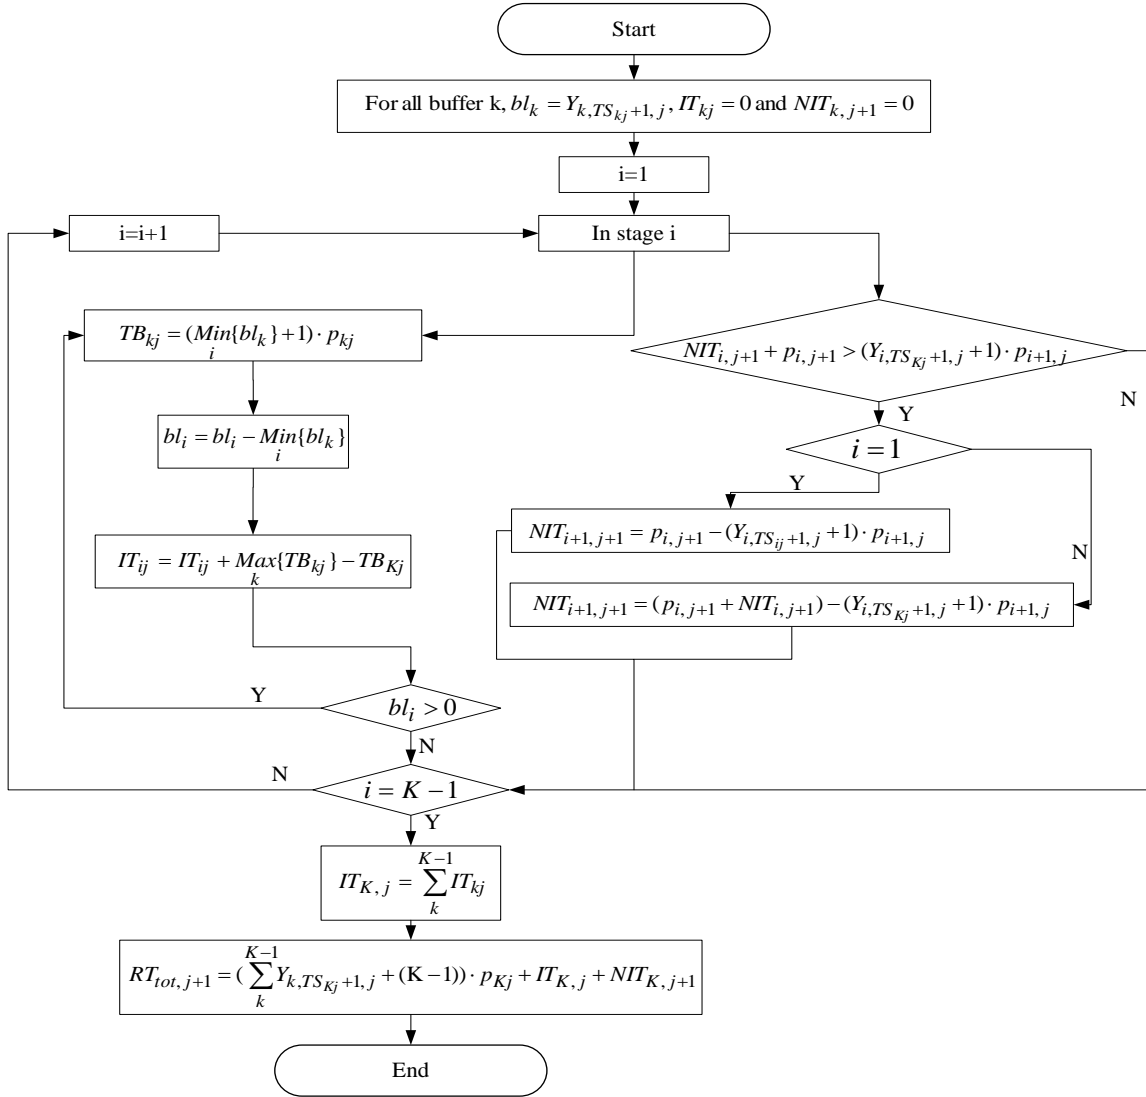 Start
For all buffer k, bl_k = Y_{k,TS_{kj}+1,j}, IT_{kj} = 0 and NIT_{k,j+1} = 0
i=1
i=i+1
In stage i
TB_{kj} = (Min_i{bl_k}+1)· p_{kj}
NIT_{i,j+1} + p_{i,j+1} > (Y_{i,TS_{Kj}+1,j} +1)· p_{i+1,j}
N
Y
bl_i = bl_i − Min_i{bl_k}
i = 1
Y
NIT_{i+1,j+1} = p_{i,j+1} − (Y_{i,TS_{ij}+1,j} +1)· p_{i+1,j}
N
IT_{ij} = IT_{ij} + Max_k{TB_{kj}} − TB_{Kj}
NIT_{i+1,j+1} = (p_{i,j+1} + NIT_{i,j+1}) − (Y_{i,TS_{Kj}+1,j} +1)· p_{i+1,j}
Y
bl_i > 0
N
N
i = K −1
Y
IT_{K,j} = ∑_k^{K−1} IT_{kj}
RT_{tot,j+1} = (∑_k^{K−1} Y_{k,TS_{Kj}+1,j} + (K−1))· p_{Kj} + IT_{K,j} + NIT_{K,j+1}
End